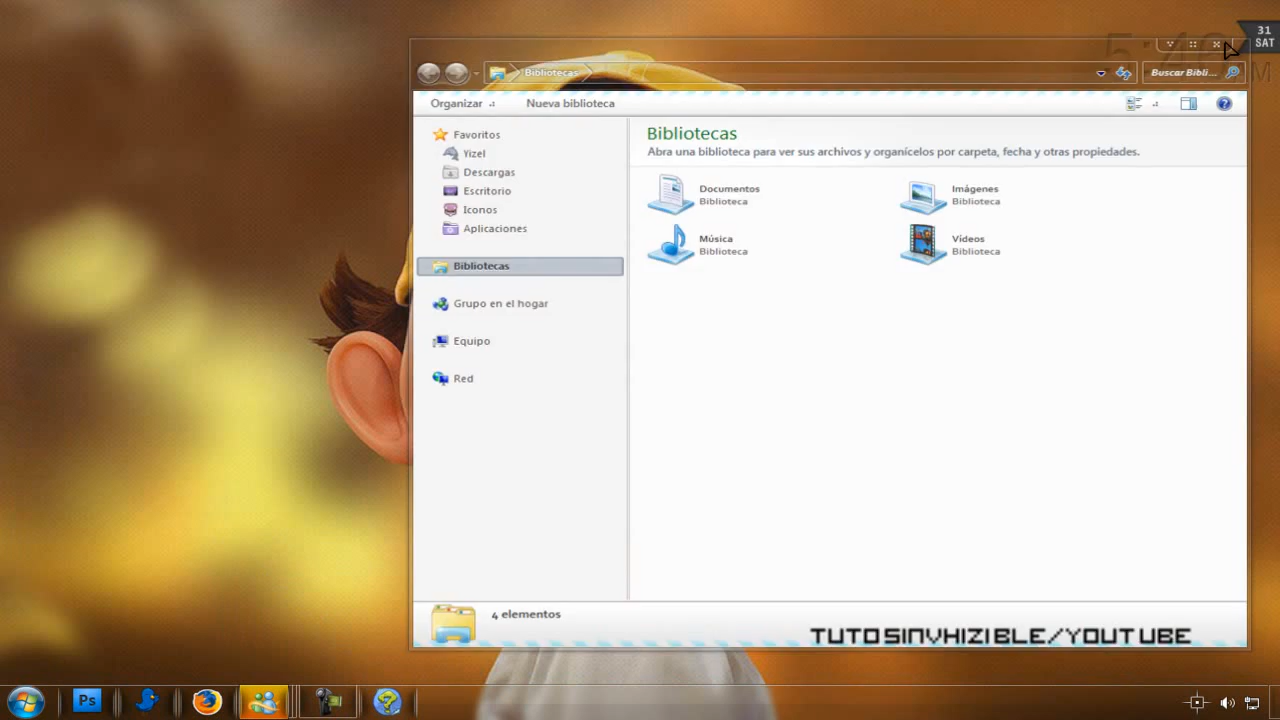 31
SAT
Bibliotecas
Buscar Bibli...
Organizar
Nueva biblioteca
Favoritos
Yizel
Descargas
Escritorio
Iconos
Aplicaciones
Bibliotecas
Grupo en el hogar
Equipo
Red
Bibliotecas
Abra una biblioteca para ver sus archivos y organícelos por carpeta, fecha y otras propiedades.
Documentos
Biblioteca
Imágenes
Biblioteca
Música
Biblioteca
Vídeos
Biblioteca
4 elementos
TUTOSINVHIZIBLE/YOUTUBE
Ps